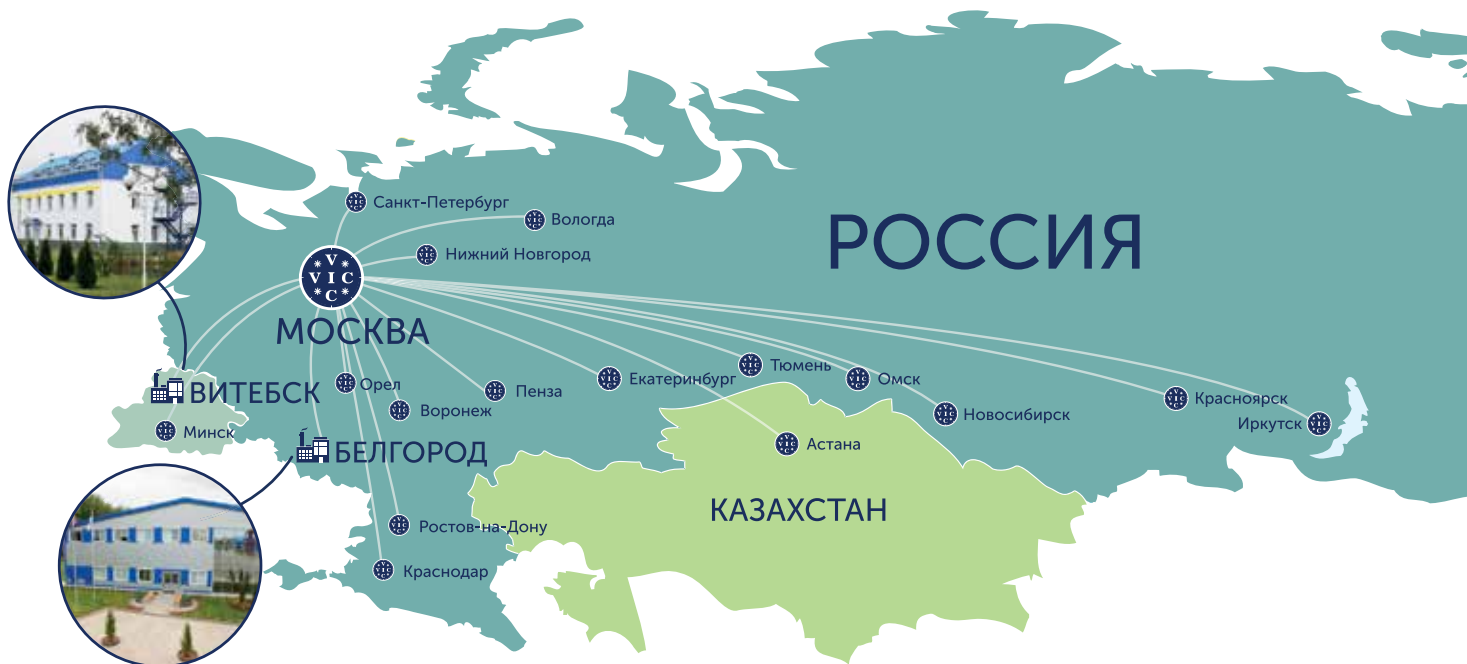 Санкт-Петербург
Вологда
Нижний Новгород
РОССИЯ
V
VIC
C
МОСКВА
Тюмень
Екатеринбург
Омск
Орел
Пенза
ВИТЕБСК
Воронеж
Новосибирск
Красноярск
Иркутск
Минск
Астана
БЕЛГОРОД
КАЗАХСТАН
Ростов-на-Дону
Краснодар